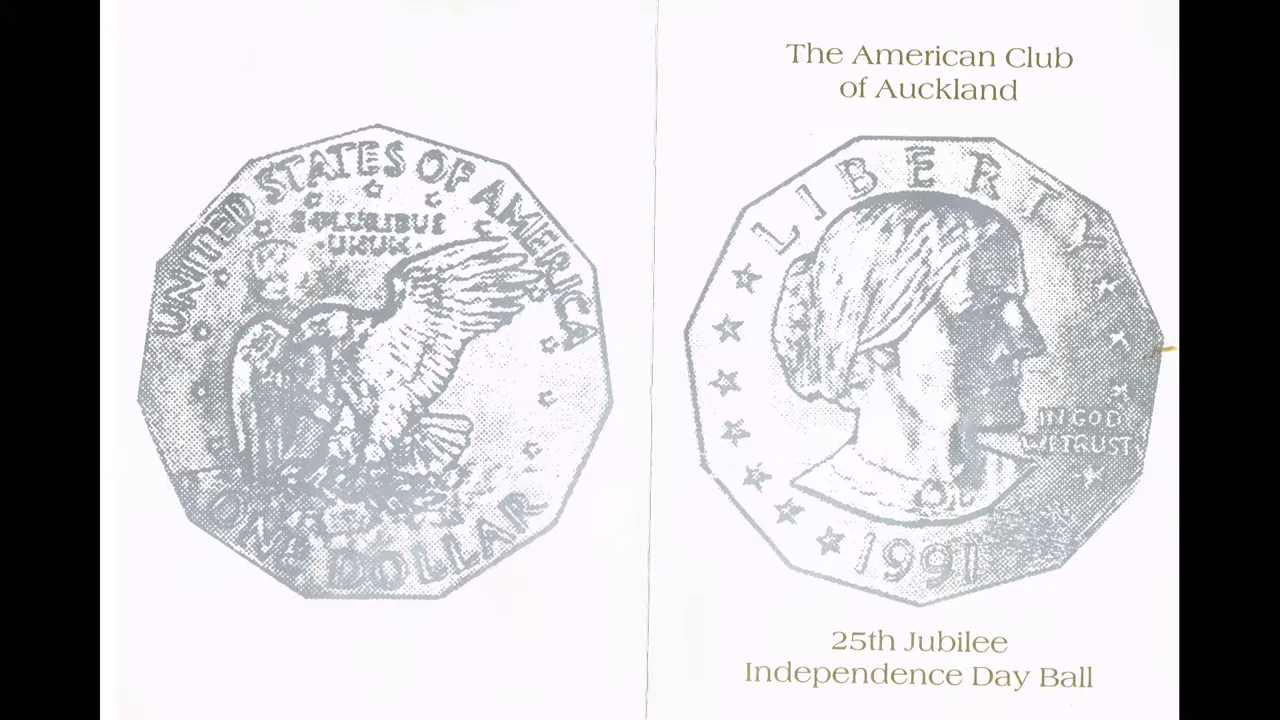 UNITED STATES OF AMERICA
E PLURIBUS
UNUM
ONE DOLLAR
The American Club
of Auckland
LIBERTY
IN GOD
WE TRUST
1991
25th Jubilee
Independence Day Ball